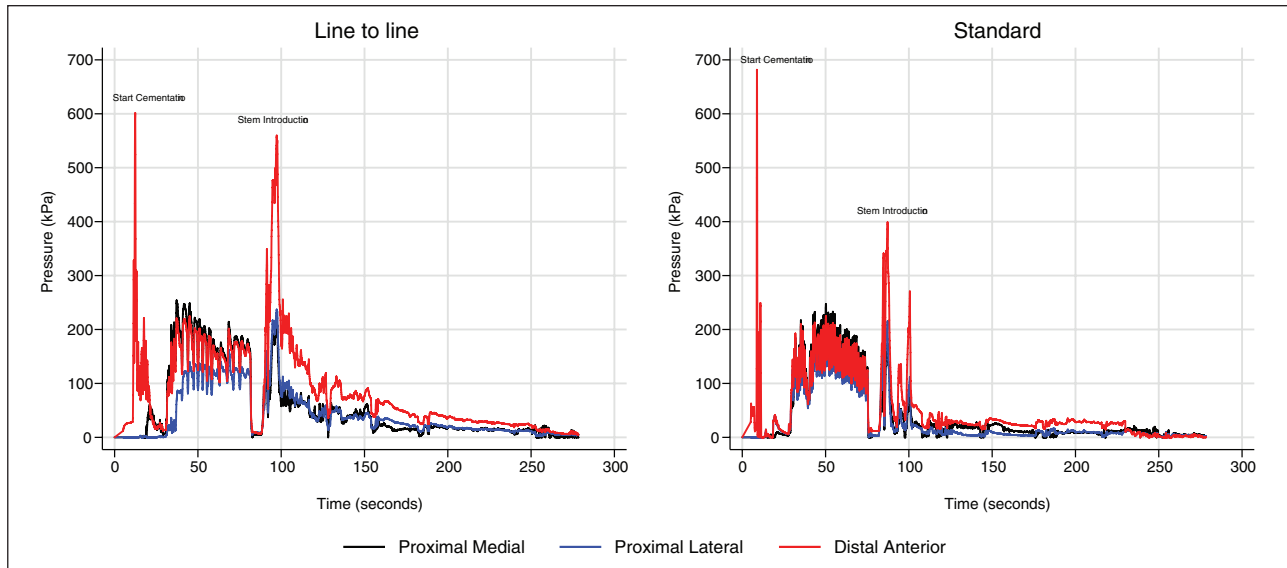 Line to line
700
600
500
400
300
200
100
0
Pressure (kPa)
Start Cementatio n
Stem Introductio n
0 50 100 150 200 250 300
Time (seconds)
Standard
700
600
500
400
300
200
100
0
Pressure (kPa)
Start Cementatio n
Stem Introductio n
0 50 100 150 200 250 300
Time (seconds)
Proximal Medial Proximal Lateral Distal Anterior